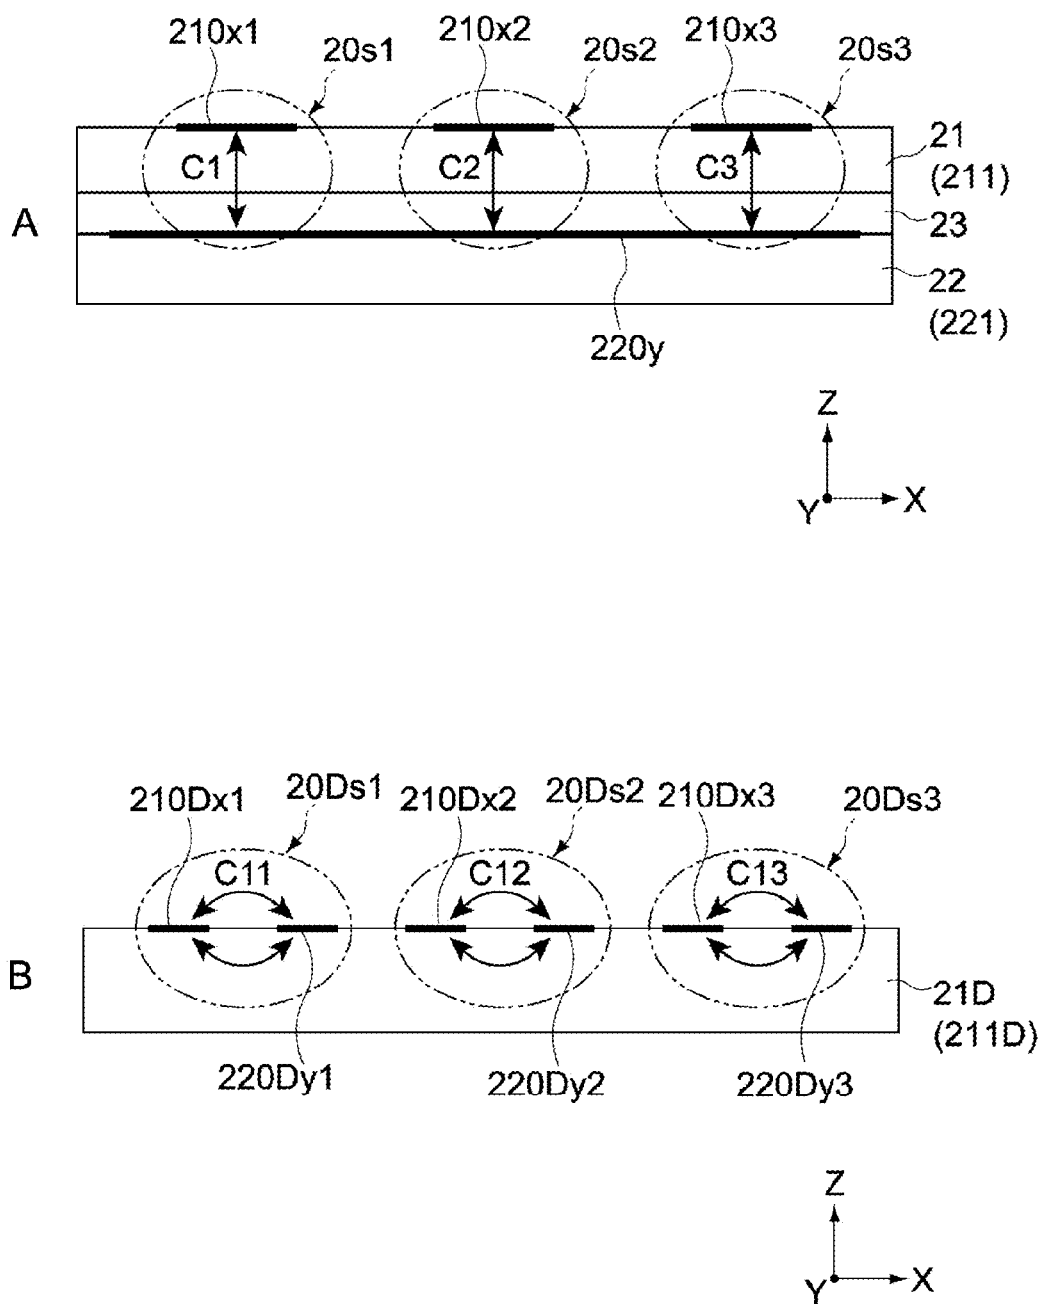 210x1
20s1
210x2
20s2
210x3
20s3
C1
C2
C3
21
(211)
23
A
22
(221)
220y
Z
Y
X
210Dx1
20Ds1
210Dx2
20Ds2
210Dx3
20Ds3
C11
C12
C13
B
21D
(211D)
220Dy1
220Dy2
220Dy3
Z
Y
X